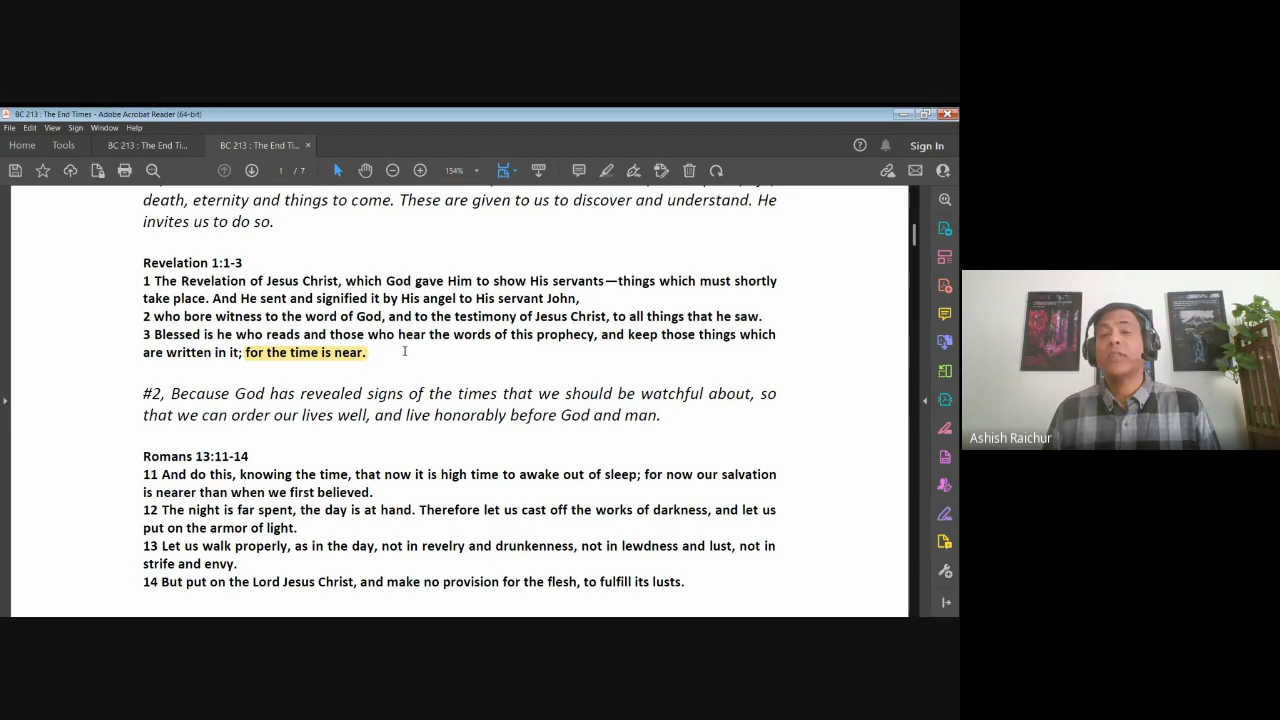 BC 213 : The End Times - Adobe Acrobat Reader (64-bit)
File Edit View Sign Window Help
Home Tools BC 213 : The End Ti... BC 213 : The End Ti... × Sign In
1 / 7 154%
death, eternity and things to come. These are given to us to discover and understand. He
invites us to do so.
Revelation 1:1-3
1 The Revelation of Jesus Christ, which God gave Him to show His servants—things which must shortly
take place. And He sent and signified it by His angel to His servant John,
2 who bore witness to the word of God, and to the testimony of Jesus Christ, to all things that he saw.
3 Blessed is he who reads and those who hear the words of this prophecy, and keep those things which
are written in it; for the time is near.
#2, Because God has revealed signs of the times that we should be watchful about, so
that we can order our lives well, and live honorably before God and man.
Romans 13:11-14
11 And do this, knowing the time, that now it is high time to awake out of sleep; for now our salvation
is nearer than when we first believed.
12 The night is far spent, the day is at hand. Therefore let us cast off the works of darkness, and let us
put on the armor of light.
13 Let us walk properly, as in the day, not in revelry and drunkenness, not in lewdness and lust, not in
strife and envy.
14 But put on the Lord Jesus Christ, and make no provision for the flesh, to fulfill its lusts.
Ashish Raichur